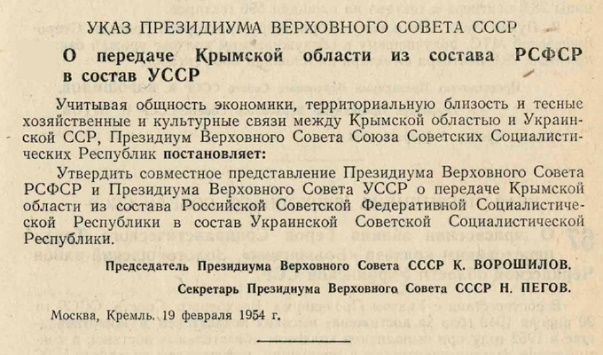 УКАЗ ПРЕЗИДИУМА ВЕРХОВНОГО СОВЕТА СССР
О передаче Крымской области из состава РСФСР
в состав УССР
Учитывая общность экономики, территориальную близость и тесные
хозяйственные и культурные связи между Крымской областью и Украин-
ской ССР, Президиум Верховного Совета Союза Советских Социалисти-
ческих Республик постановляет:
Утвердить совместное представление Президиума Верховного Совета
РСФСР и Президиума Верховного Совета УССР о передаче Крымской
области из состава Российской Советской Федеративной Социалистиче-
ской Республики в состав Украинской Советской Социалистической
Республики.
Председатель Президиума Верховного Совета СССР К. ВОРОШИЛОВ.
Секретарь Президиума Верховного Совета СССР Н. ПЕГОВ.
Москва, Кремль. 19 февраля 1954 г.